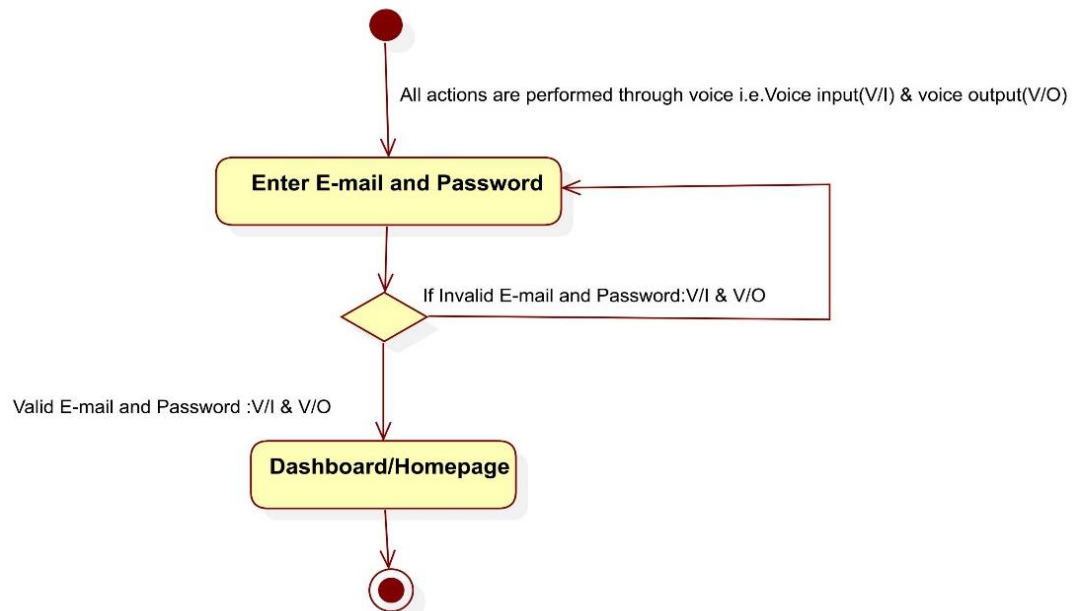 All actions are performed through voice i.e.Voice input(V/I) & voice output(V/O)
Enter E-mail and Password
If Invalid E-mail and Password:V/I & V/O
Valid E-mail and Password :V/I & V/O
Dashboard/Homepage